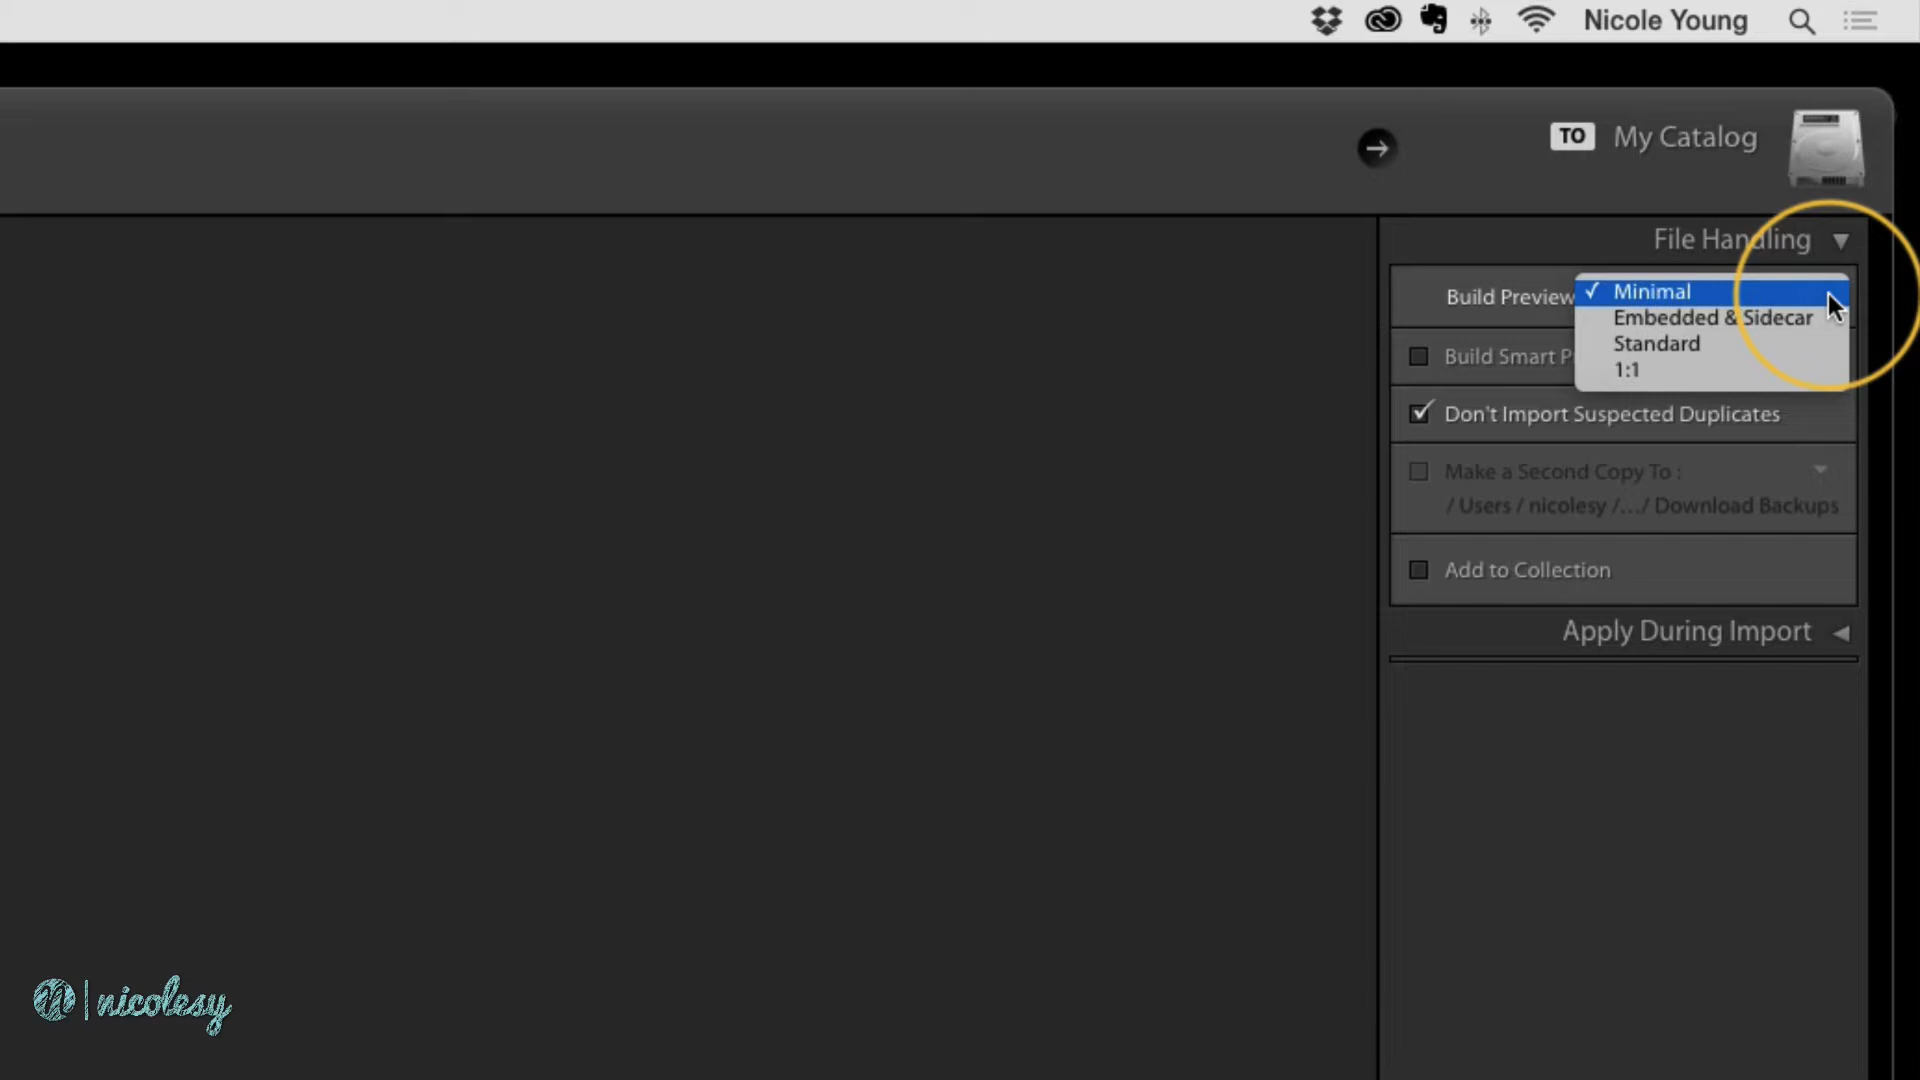 Nicole Young
TO My Catalog
File Handling
Build Preview
✓ Minimal
Embedded & Sidecar
Standard
1:1
Build Smart P
Don't Import Suspected Duplicates
Make a Second Copy To :
/ Users / nicolesy /.../ Download Backups
Add to Collection
Apply During Import
n | nicolesy